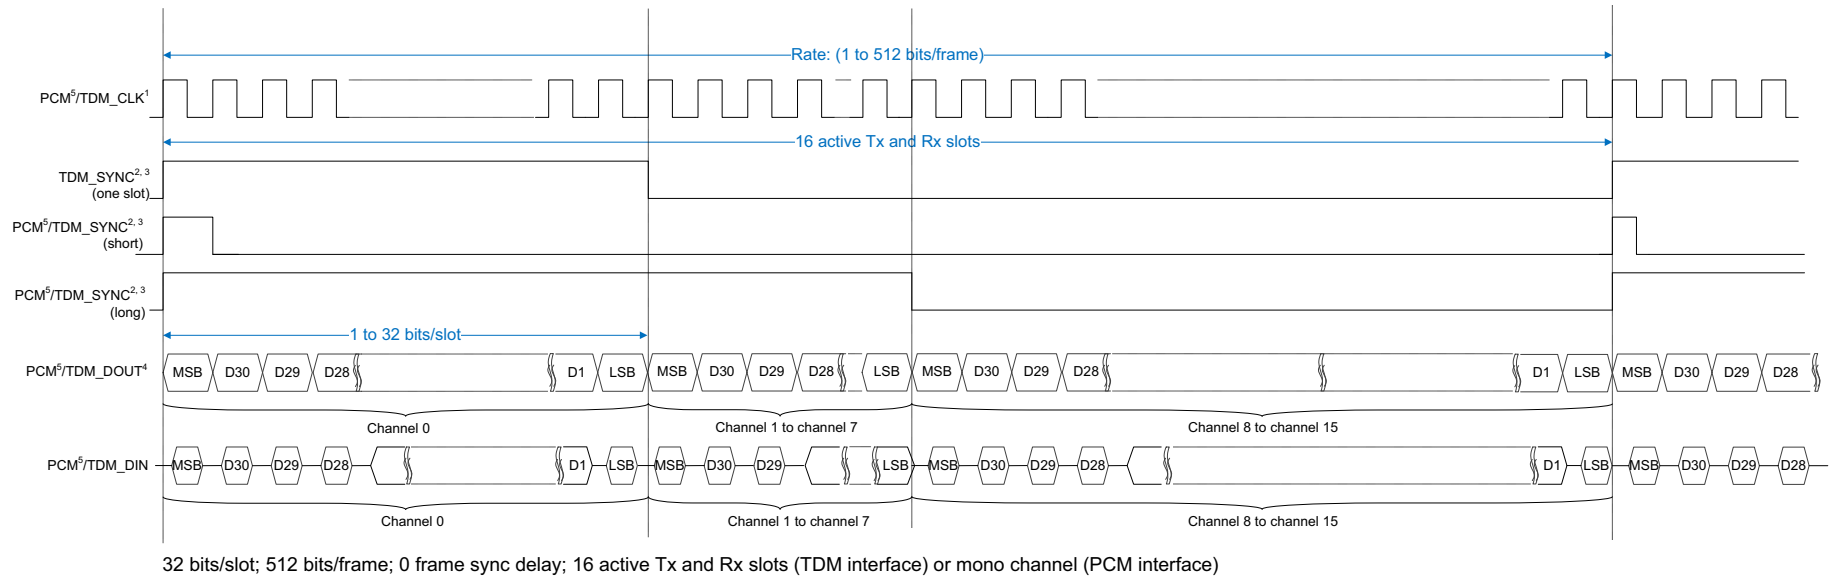 Rate: (1 to 512 bits/frame)
PCM⁵/TDM_CLK¹
16 active Tx and Rx slots
TDM_SYNC²,³
(one slot)
PCM⁵/TDM_SYNC²,³
(short)
PCM⁵/TDM_SYNC²,³
(long)
1 to 32 bits/slot
PCM⁵/TDM_DOUT⁴ MSB D30 D29 D28 D1 LSB MSB D30 D29 D28 LSB MSB D30 D29 D28 D1 LSB MSB D30 D29 D28
Channel 0 Channel 1 to channel 7 Channel 8 to channel 15
PCM⁵/TDM_DIN MSB D30 D29 D28 D1 LSB MSB D30 D29 LSB MSB D30 D29 D28 D1 LSB MSB D30 D29 D28
Channel 0 Channel 1 to channel 7 Channel 8 to channel 15
32 bits/slot; 512 bits/frame; 0 frame sync delay; 16 active Tx and Rx slots (TDM interface) or mono channel (PCM interface)